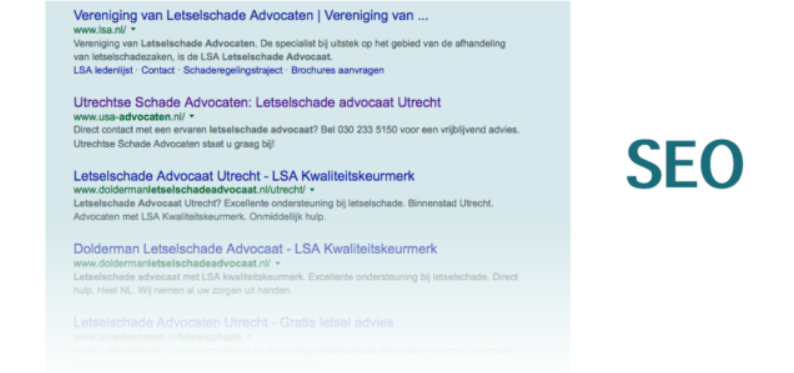 Vereniging van Letselschade Advocaten | Vereniging van ...
www.lsa.nl/
Vereniging van Letselschade Advocaten. De specialist bij uitstek op het gebied van de afhandeling
van letselschadezaken, is de LSA Letselschade Advocaat.
LSA ledenlijst · Contact · Schaderegelingstraject · Brochures aanvragen
Utrechtse Schade Advocaten: Letselschade advocaat Utrecht
www.usa-advocaten.nl/
Direct contact met een ervaren letselschade advocaat? Bel 030 233 5150 voor een vrijblijvend advies.
Utrechtse Schade Advocaten staat u graag bij!
SEO
Letselschade Advocaat Utrecht - LSA Kwaliteitskeurmerk
www.doldermanletselschadeadvocaat.nl/utrecht/
Letselschade Advocaat Utrecht? Excellente ondersteuning bij letselschade. Binnenstad Utrecht.
Advocaten met LSA Kwaliteitskeurmerk. Onmiddellijk hulp.
Dolderman Letselschade Advocaat - LSA Kwaliteitskeurmerk
www.doldermanletselschadeadvocaat.nl/
Letselschade advocaat met LSA kwaliteitskeurmerk. Excellente ondersteuning bij letselschade. Direct
hulp. Heel NL. Wij nemen al uw zorgen uit handen.
Letselschade Advocaten Utrecht - Gratis letsel advies